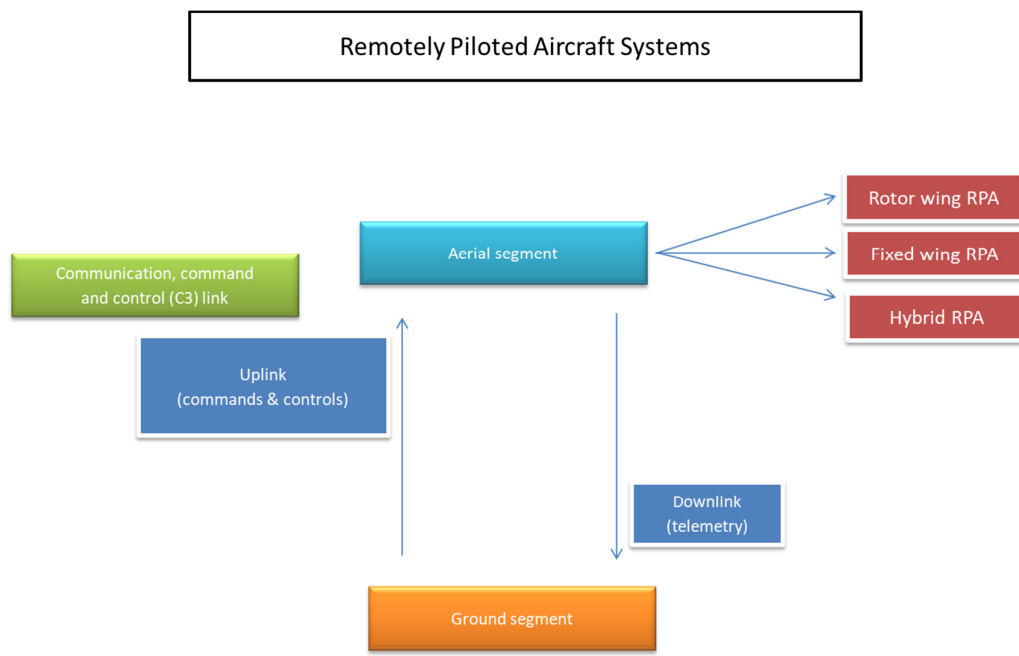 Remotely Piloted Aircraft Systems
Rotor wing RPA
Aerial segment
Fixed wing RPA
Communication, command
and control (C3) link
Hybrid RPA
Uplink
(commands & controls)
Downlink
(telemetry)
Ground segment